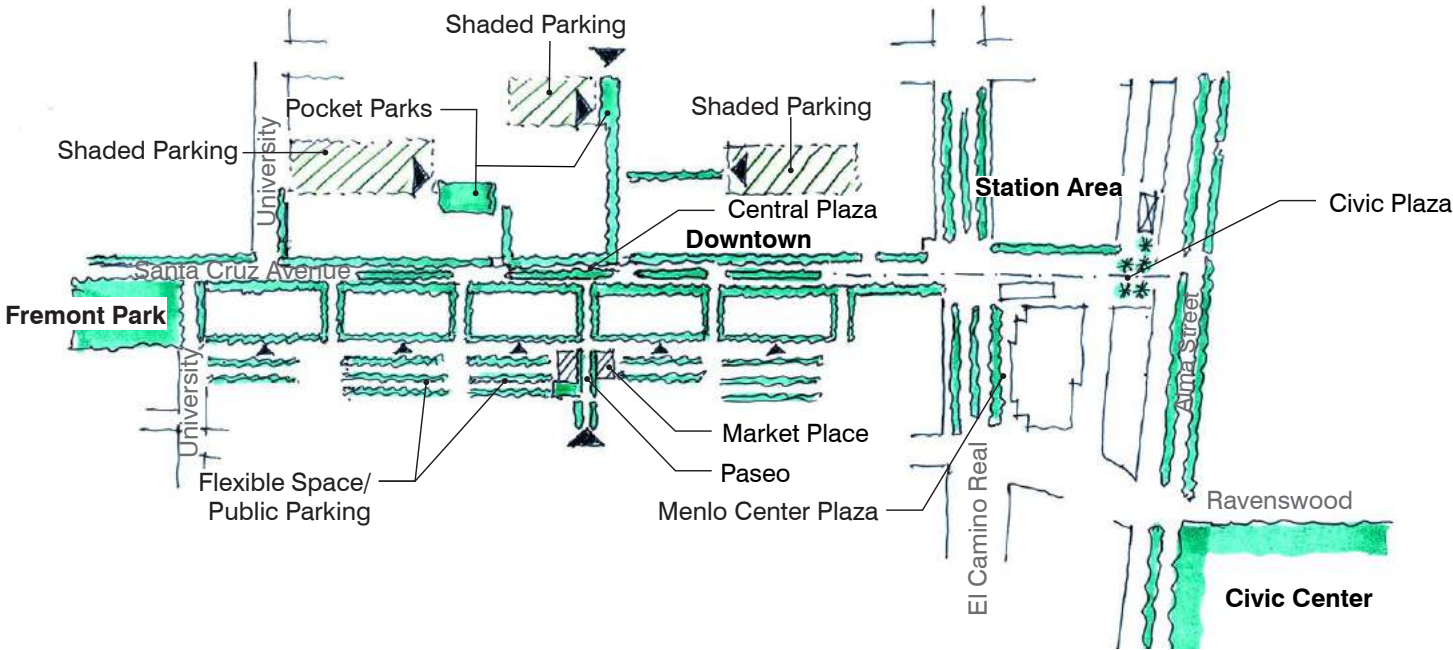 Shaded Parking
Pocket Parks
Shaded Parking
Shaded Parking
University
Station Area
Civic Plaza
Central Plaza
Downtown
Santa Cruz Avenue
Fremont Park
Alma Street
University
Market Place
Paseo
Flexible Space/
Public Parking
Menlo Center Plaza
El Camino Real
Ravenswood
Civic Center